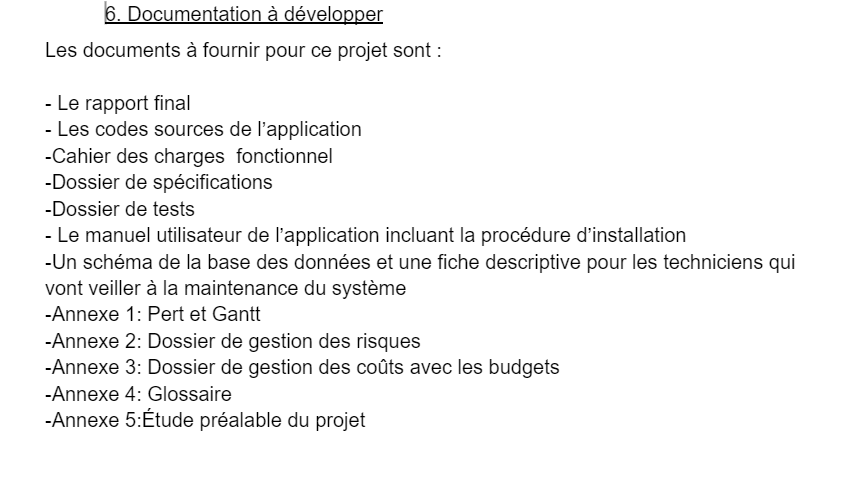 6. Documentation à développer
Les documents à fournir pour ce projet sont :
- Le rapport final
- Les codes sources de l’application
-Cahier des charges  fonctionnel
-Dossier de spécifications
-Dossier de tests
- Le manuel utilisateur de l’application incluant la procédure d’installation
-Un schéma de la base des données et une fiche descriptive pour les techniciens qui
vont veiller à la maintenance du système
-Annexe 1: Pert et Gantt
-Annexe 2: Dossier de gestion des risques
-Annexe 3: Dossier de gestion des coûts avec les budgets
-Annexe 4: Glossaire
-Annexe 5:Étude préalable du projet